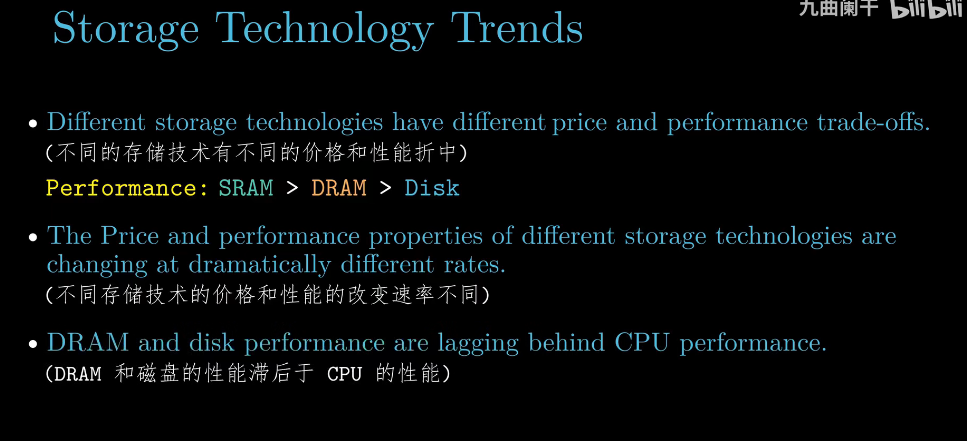 九曲阑干 bilibili
Storage Technology Trends
• Different storage technologies have different price and performance trade-offs.
(不同的存储技术有不同的价格和性能折中)
Performance: SRAM > DRAM > Disk
• The Price and performance properties of different storage technologies are
changing at dramatically different rates.
(不同存储技术的价格和性能的改变速率不同)
• DRAM and disk performance are lagging behind CPU performance.
(DRAM 和磁盘的性能滞后于 CPU 的性能)